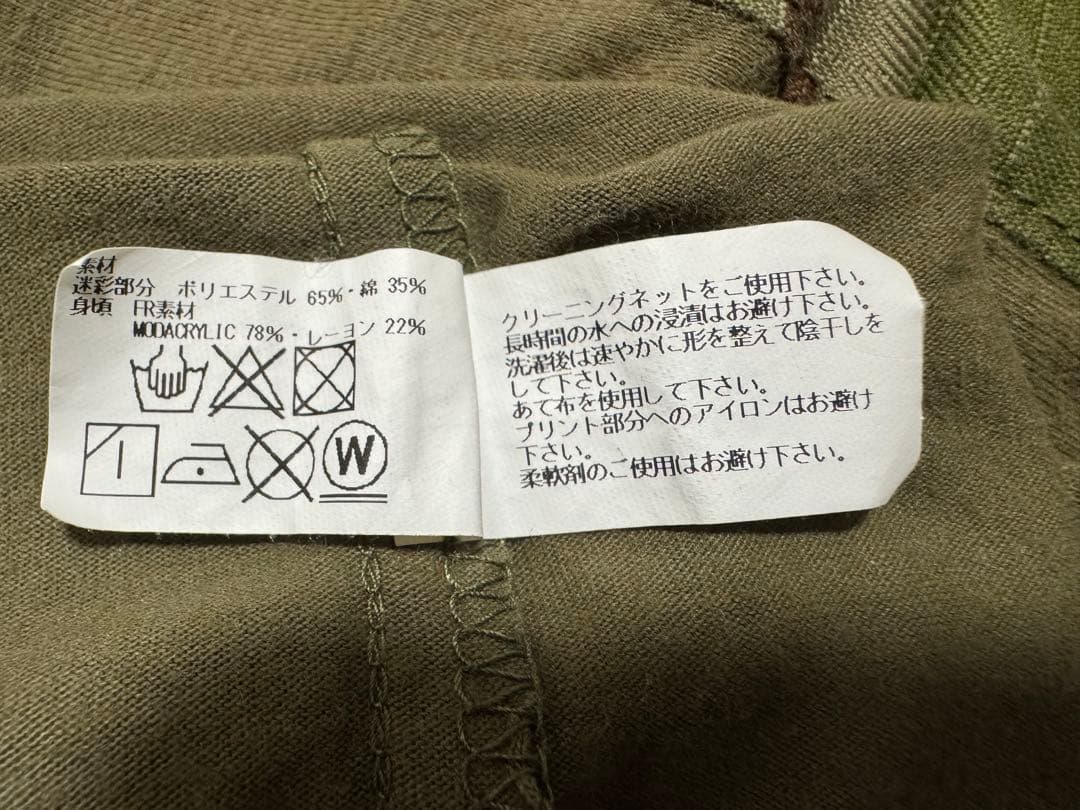 素材
迷彩部分 ポリエステル 65%・綿 35%
身頃 FR素材
MODACRYLIC 78%・レーヨン 22%
W
クリーニングネットをご使用下さい。
長時間の水への浸漬はお避け下さい。
洗濯後は速やかに形を整えて陰干しを
して下さい。
あて布を使用して下さい。
プリント部分へのアイロンはお避け
下さい。
柔軟剤のご使用はお避け下さい。